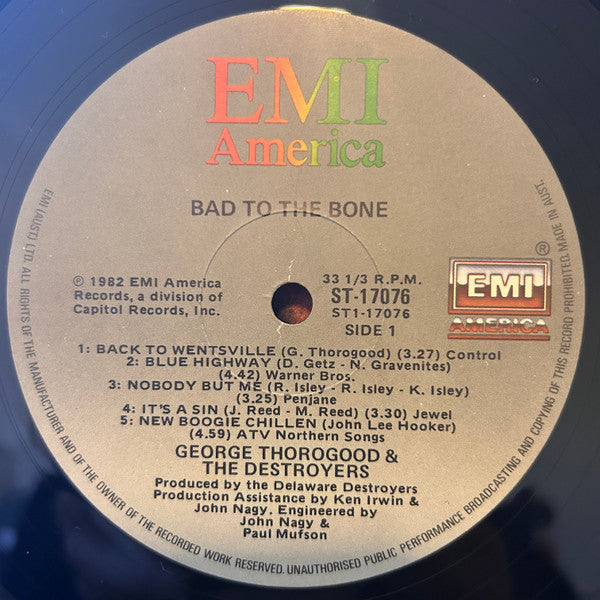 EMI
America
BAD TO THE BONE
℗ 1982 EMI America
Records, a division of
Capitol Records, Inc.
33 1/3 R.P.M.
ST-17076
ST1-17076
SIDE 1
®
EMI
AMERICA
1: BACK TO WENTSVILLE (G. Thorogood) (3.27) Control
2: BLUE HIGHWAY (D. Getz - N. Gravenites)
(4.42) Warner Bros.
3: NOBODY BUT ME (R. Isley - R. Isley - K. Isley)
(3.25) Penjane
4: IT'S A SIN (J. Reed - M. Reed) (3.30) Jewel
5: NEW BOOGIE CHILLEN (John Lee Hooker)
(4.59) ATV Northern Songs
GEORGE THOROGOOD &
THE DESTROYERS
Produced by the Delaware Destroyers
Production Assistance by Ken Irwin &
John Nagy. Engineered by
John Nagy &
Paul Mufson
EMI (AUST) LTD. ALL RIGHTS OF THE MANUFACTURER AND OF THE OWNER OF THE RECORDED WORK RESERVED. UNAUTHORISED PUBLIC PERFORMANCE BROADCASTING AND COPYING OF THIS RECORD PROHIBITED. MADE IN AUST.